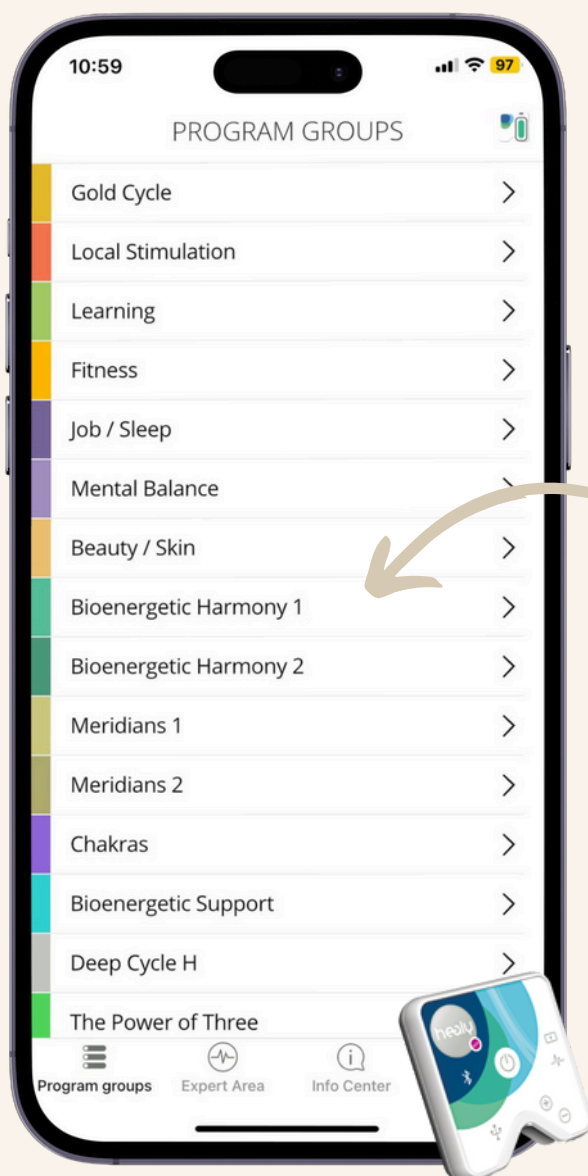 10:59
97
PROGRAM GROUPS
Gold Cycle
Local Stimulation
Learning
Fitness
Job / Sleep
Mental Balance
Beauty / Skin
Bioenergetic Harmony 1
Bioenergetic Harmony 2
Meridians 1
Meridians 2
Chakras
Bioenergetic Support
Deep Cycle H
The Power of Three
healy
Program groups
Expert Area
Info Center